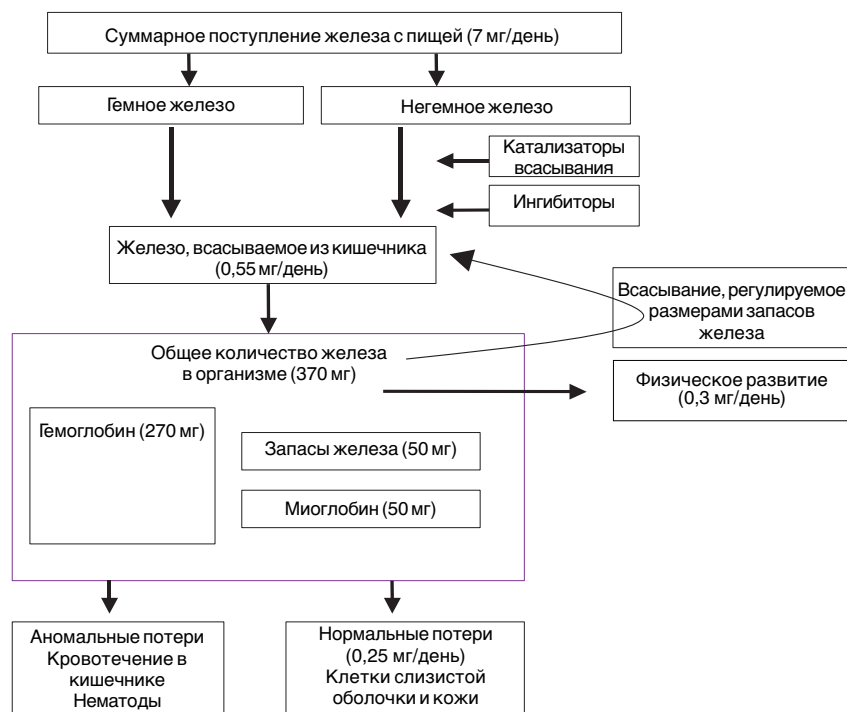 Суммарное поступление железа с пищей (7 мг/день)
Гемное железо
Негемное железо
Катализаторы
всасывания
Ингибиторы
Железо, всасываемое из кишечника
(0,55 мг/день)
Всасывание, регулируемое
размерами запасов
железа
Общее количество железа
в организме (370 мг)
Физическое развитие
(0,3 мг/день)
Гемоглобин (270 мг)
Запасы железа (50 мг)
Миоглобин (50 мг)
Аномальные потери
Кровотечение в
кишечнике
Нематоды
Нормальные потери
(0,25 мг/день)
Клетки слизистой
оболочки и кожи